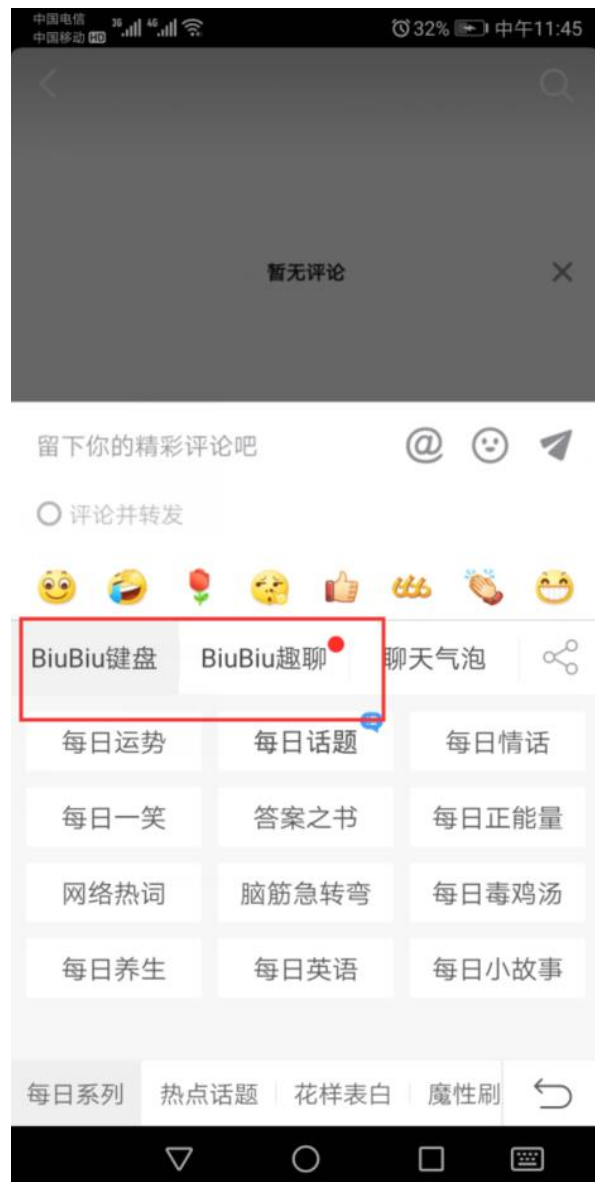 中国电信 36 46
中国移动 HD 32% 中午11:45
暂无评论
留下你的精彩评论吧 @
评论并转发
666
BiuBiu键盘 BiuBiu趣聊 聊天气泡
每日运势 每日话题 每日情话
每日一笑 答案之书 每日正能量
网络热词 脑筋急转弯 每日毒鸡汤
每日养生 每日英语 每日小故事
每日系列 热点话题 花样表白 魔性刷